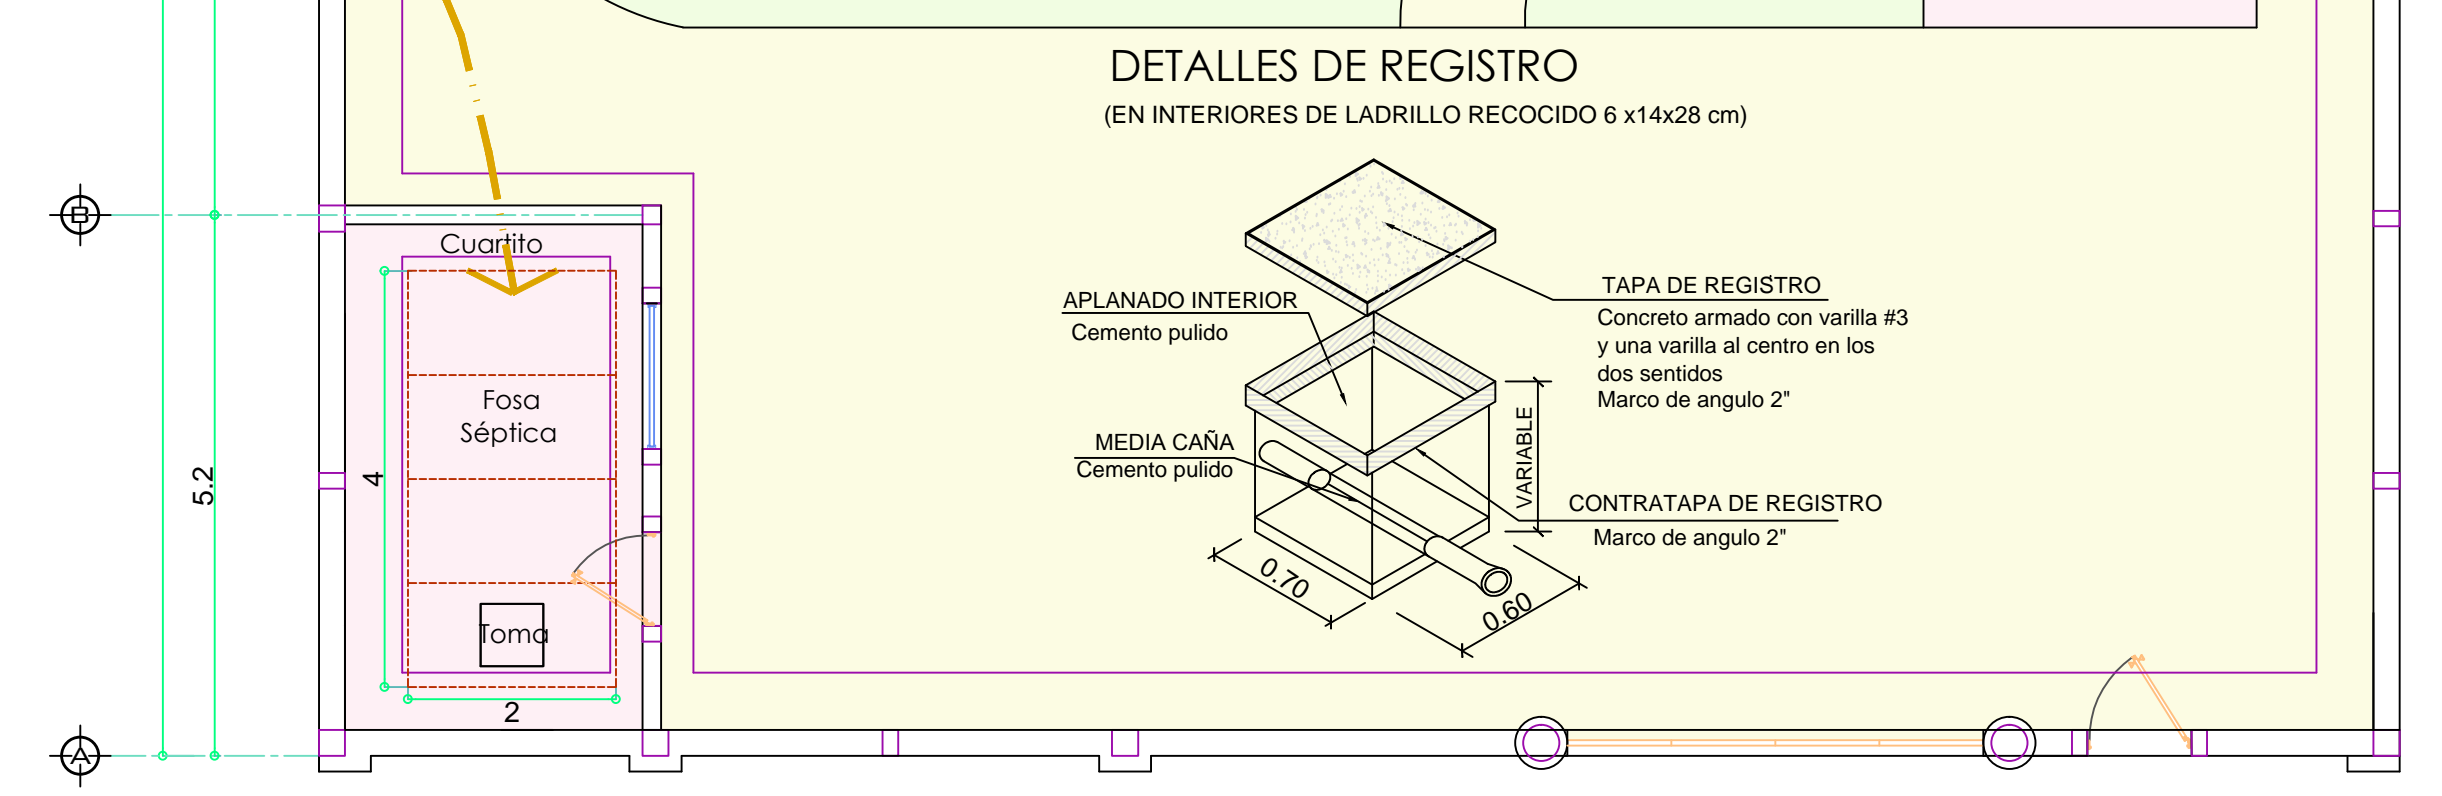 DETALLES DE REGISTRO
(EN INTERIORES DE LADRILLO RECOCIDO 6 x14x28 cm)
B
Cuartito
TAPA DE REGISTRO
Concreto armado con varilla #3
y una varilla al centro en los
dos sentidos
Marco de angulo 2"
APLANADO INTERIOR
Cemento pulido
Fosa
Séptica
MEDIA CAÑA
Cemento pulido
VARIABLE
CONTRATAPA DE REGISTRO
Marco de angulo 2"
5.2
4
0.70
0.60
Toma
2
A